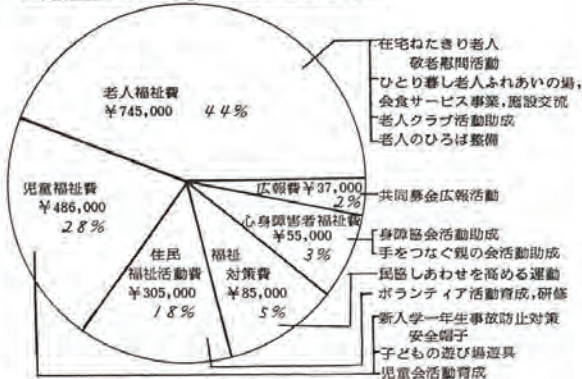 共同募金配分
在宅ねたきり老人
敬老慰問活動
ひとり暮し老人ふれあいの場,
会食サービス事業,施設交流
老人クラブ活動助成
老人のひろば整備
老人福祉費
¥745,000 44%
広報費¥37,000
2%
共同募金広報活動
児童福祉費
¥486,000
28%
心身障害者福祉費
¥55,000
3%
身障協会活動助成
手をつなぐ親の会活動助成
住民
福祉活動費
¥305,000
18%
福祉
対策費
¥85,000
5%
民協しあわせを高める運動
ボランティア活動育成,研修
新入学一年生事故防止対策
安全帽子
子どもの遊び場遊具
児童会活動育成